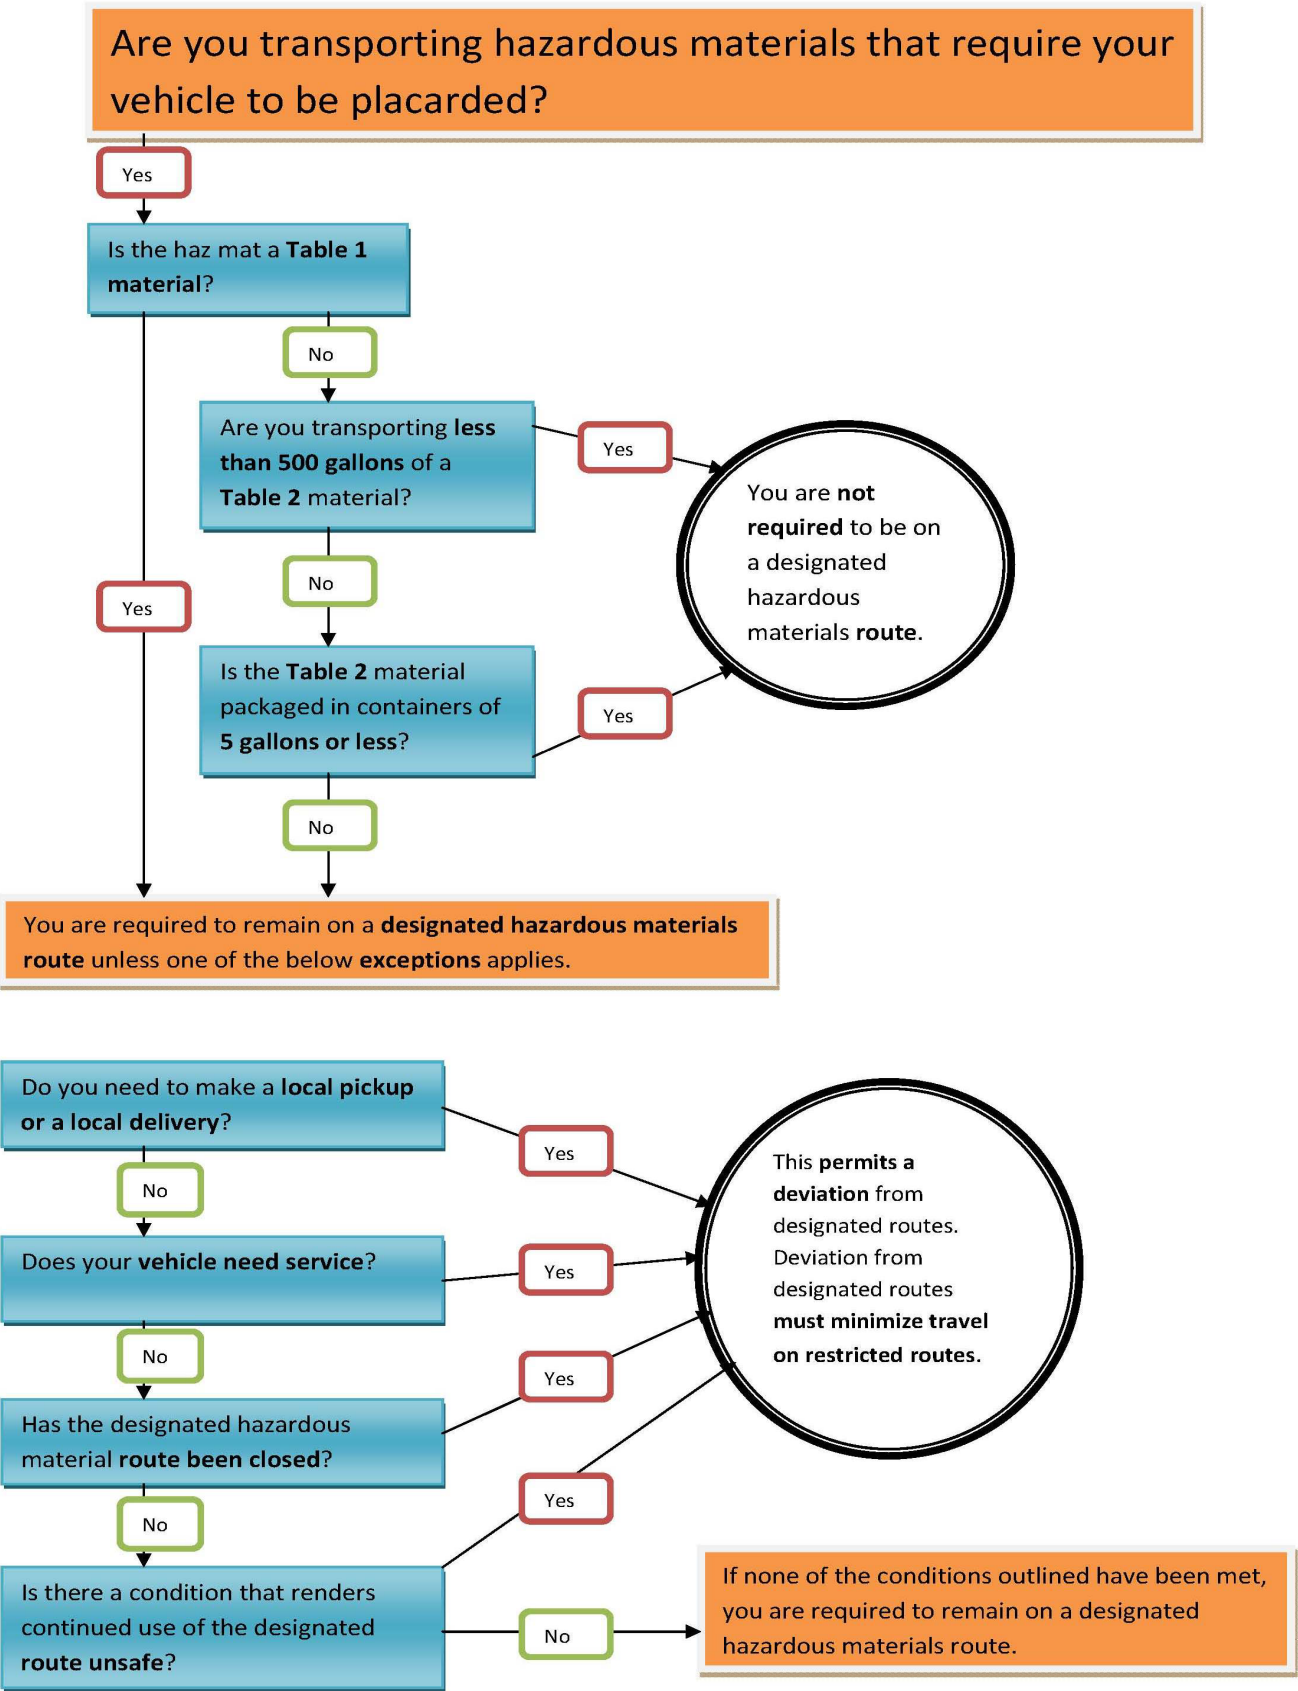 Are you transporting hazardous materials that require your
vehicle to be placarded?
Yes
Is the haz mat a Table 1
material?
No
Are you transporting less
than 500 gallons of a
Table 2 material?
Yes
You are not
required to be on
a designated
hazardous
materials route.
No
Yes
Is the Table 2 material
packaged in containers of
5 gallons or less?
Yes
No
You are required to remain on a designated hazardous materials
route unless one of the below exceptions applies.
Do you need to make a local pickup
or a local delivery?
Yes
This permits a
deviation from
designated routes.
Deviation from
designated routes
must minimize travel
on restricted routes.
No
Does your vehicle need service?
Yes
No
Has the designated hazardous
material route been closed?
Yes
No
Is there a condition that renders
continued use of the designated
route unsafe?
Yes
No
If none of the conditions outlined have been met,
you are required to remain on a designated
hazardous materials route.